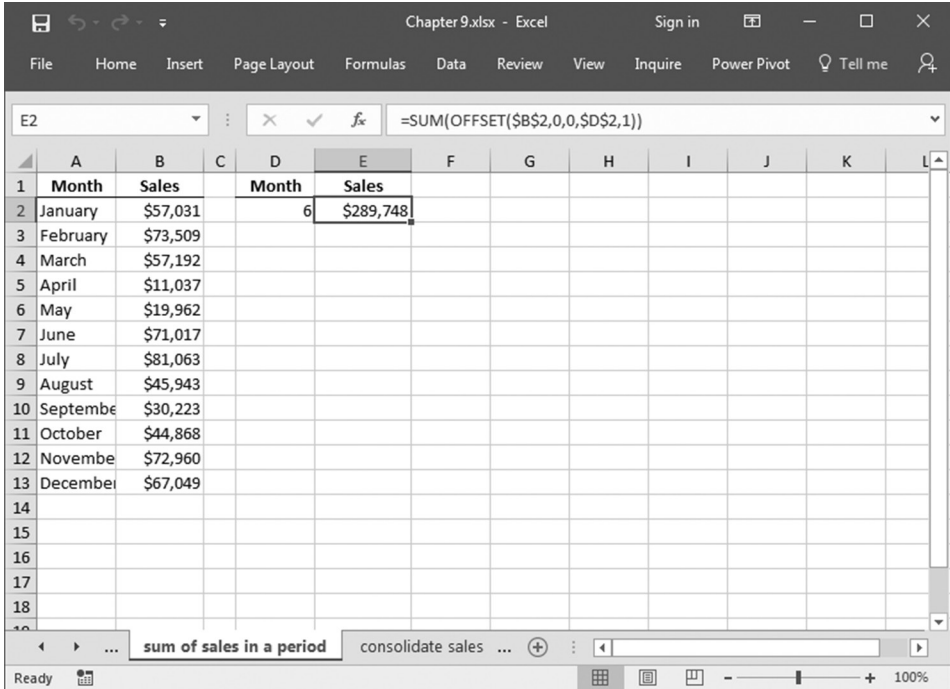 Chapter 9.xlsx - Excel Sign in
File Home Insert Page Layout Formulas Data Review View Inquire Power Pivot Tell me
E2 fx =SUM(OFFSET($B$2,0,0,$D$2,1))
A B C D E F G H I J K L
1 Month Sales Month Sales
2 January $57,031 6 $289,748
3 February $73,509
4 March $57,192
5 April $11,037
6 May $19,962
7 June $71,017
8 July $81,063
9 August $45,943
10 Septembe $30,223
11 October $44,868
12 Novembe $72,960
13 December $67,049
14
15
16
17
18
19
... sum of sales in a period consolidate sales ...
Ready 100%